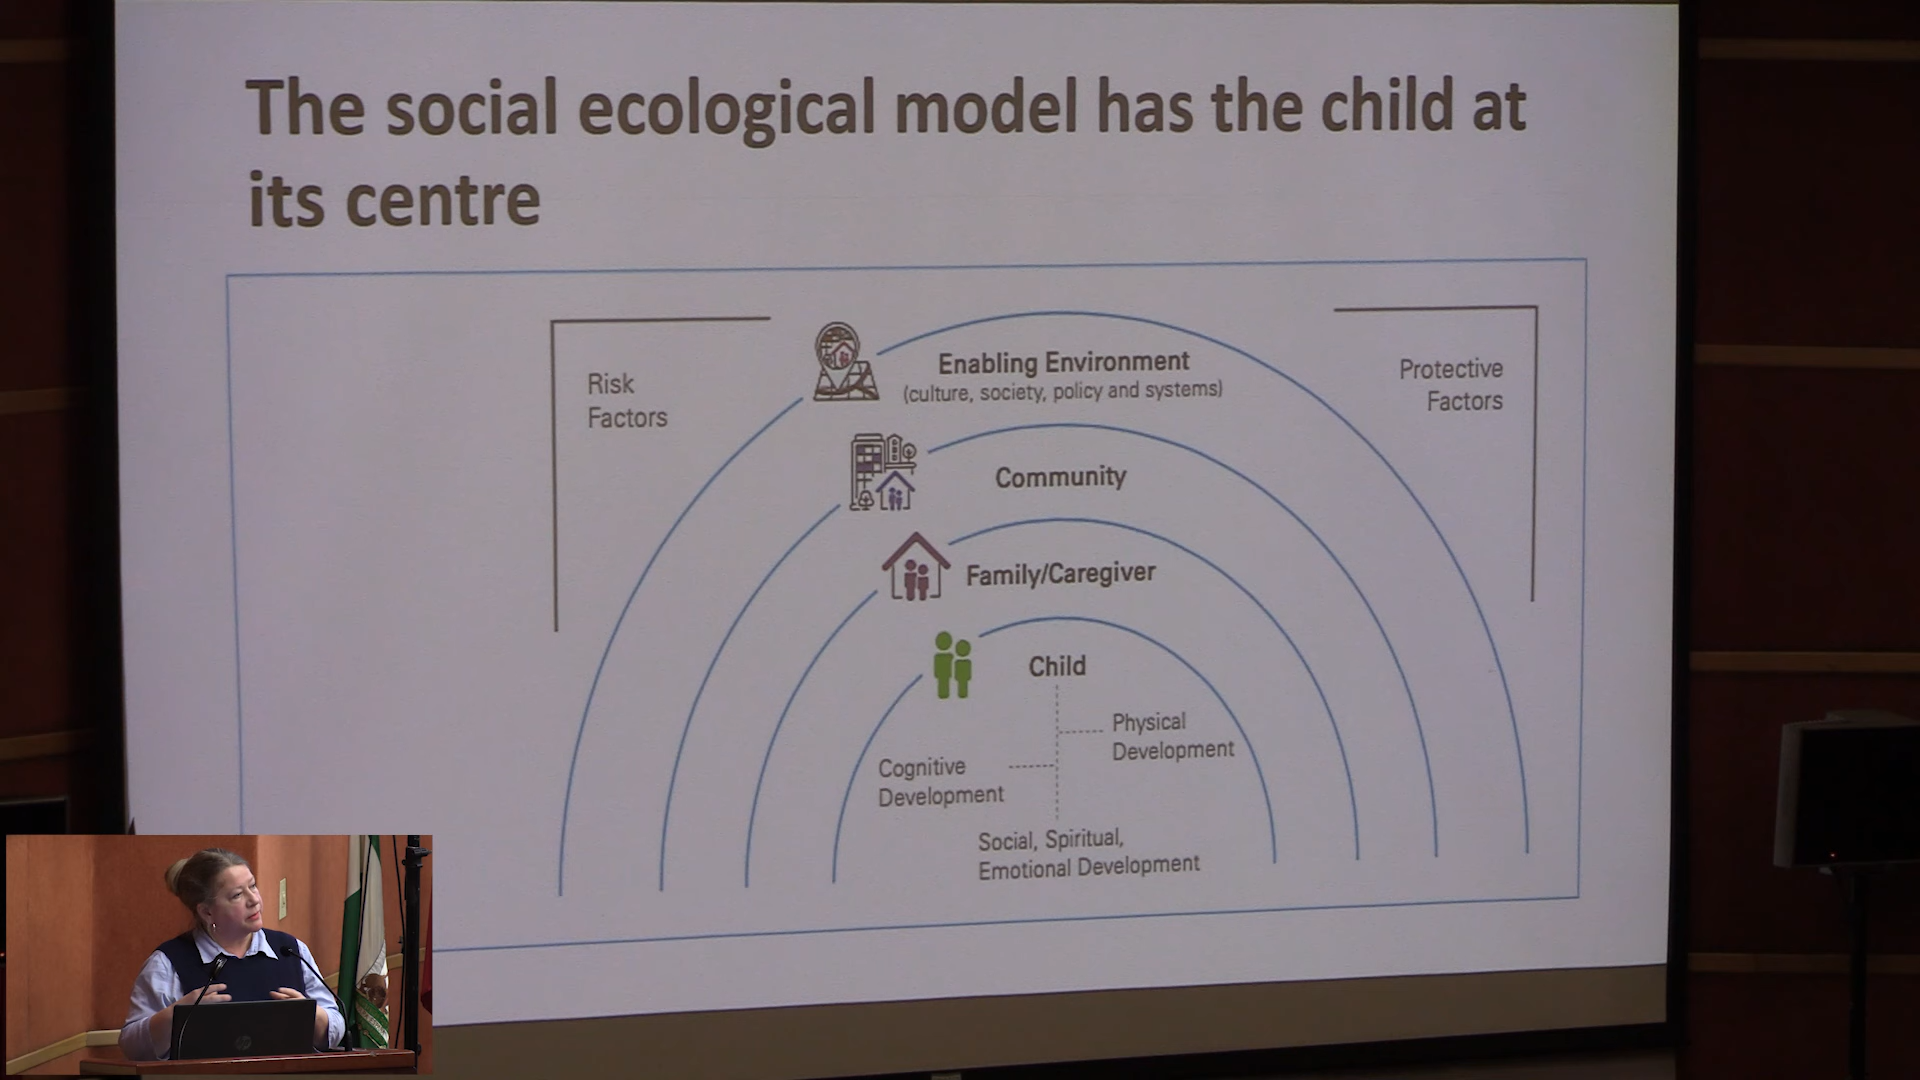 The social ecological model has the child at
its centre
Risk
Factors
Enabling Environment
(culture, society, policy and systems)
Protective
Factors
Community
Family/Caregiver
Child
Physical
Development
Cognitive
Development
Social, Spiritual,
Emotional Development
hp